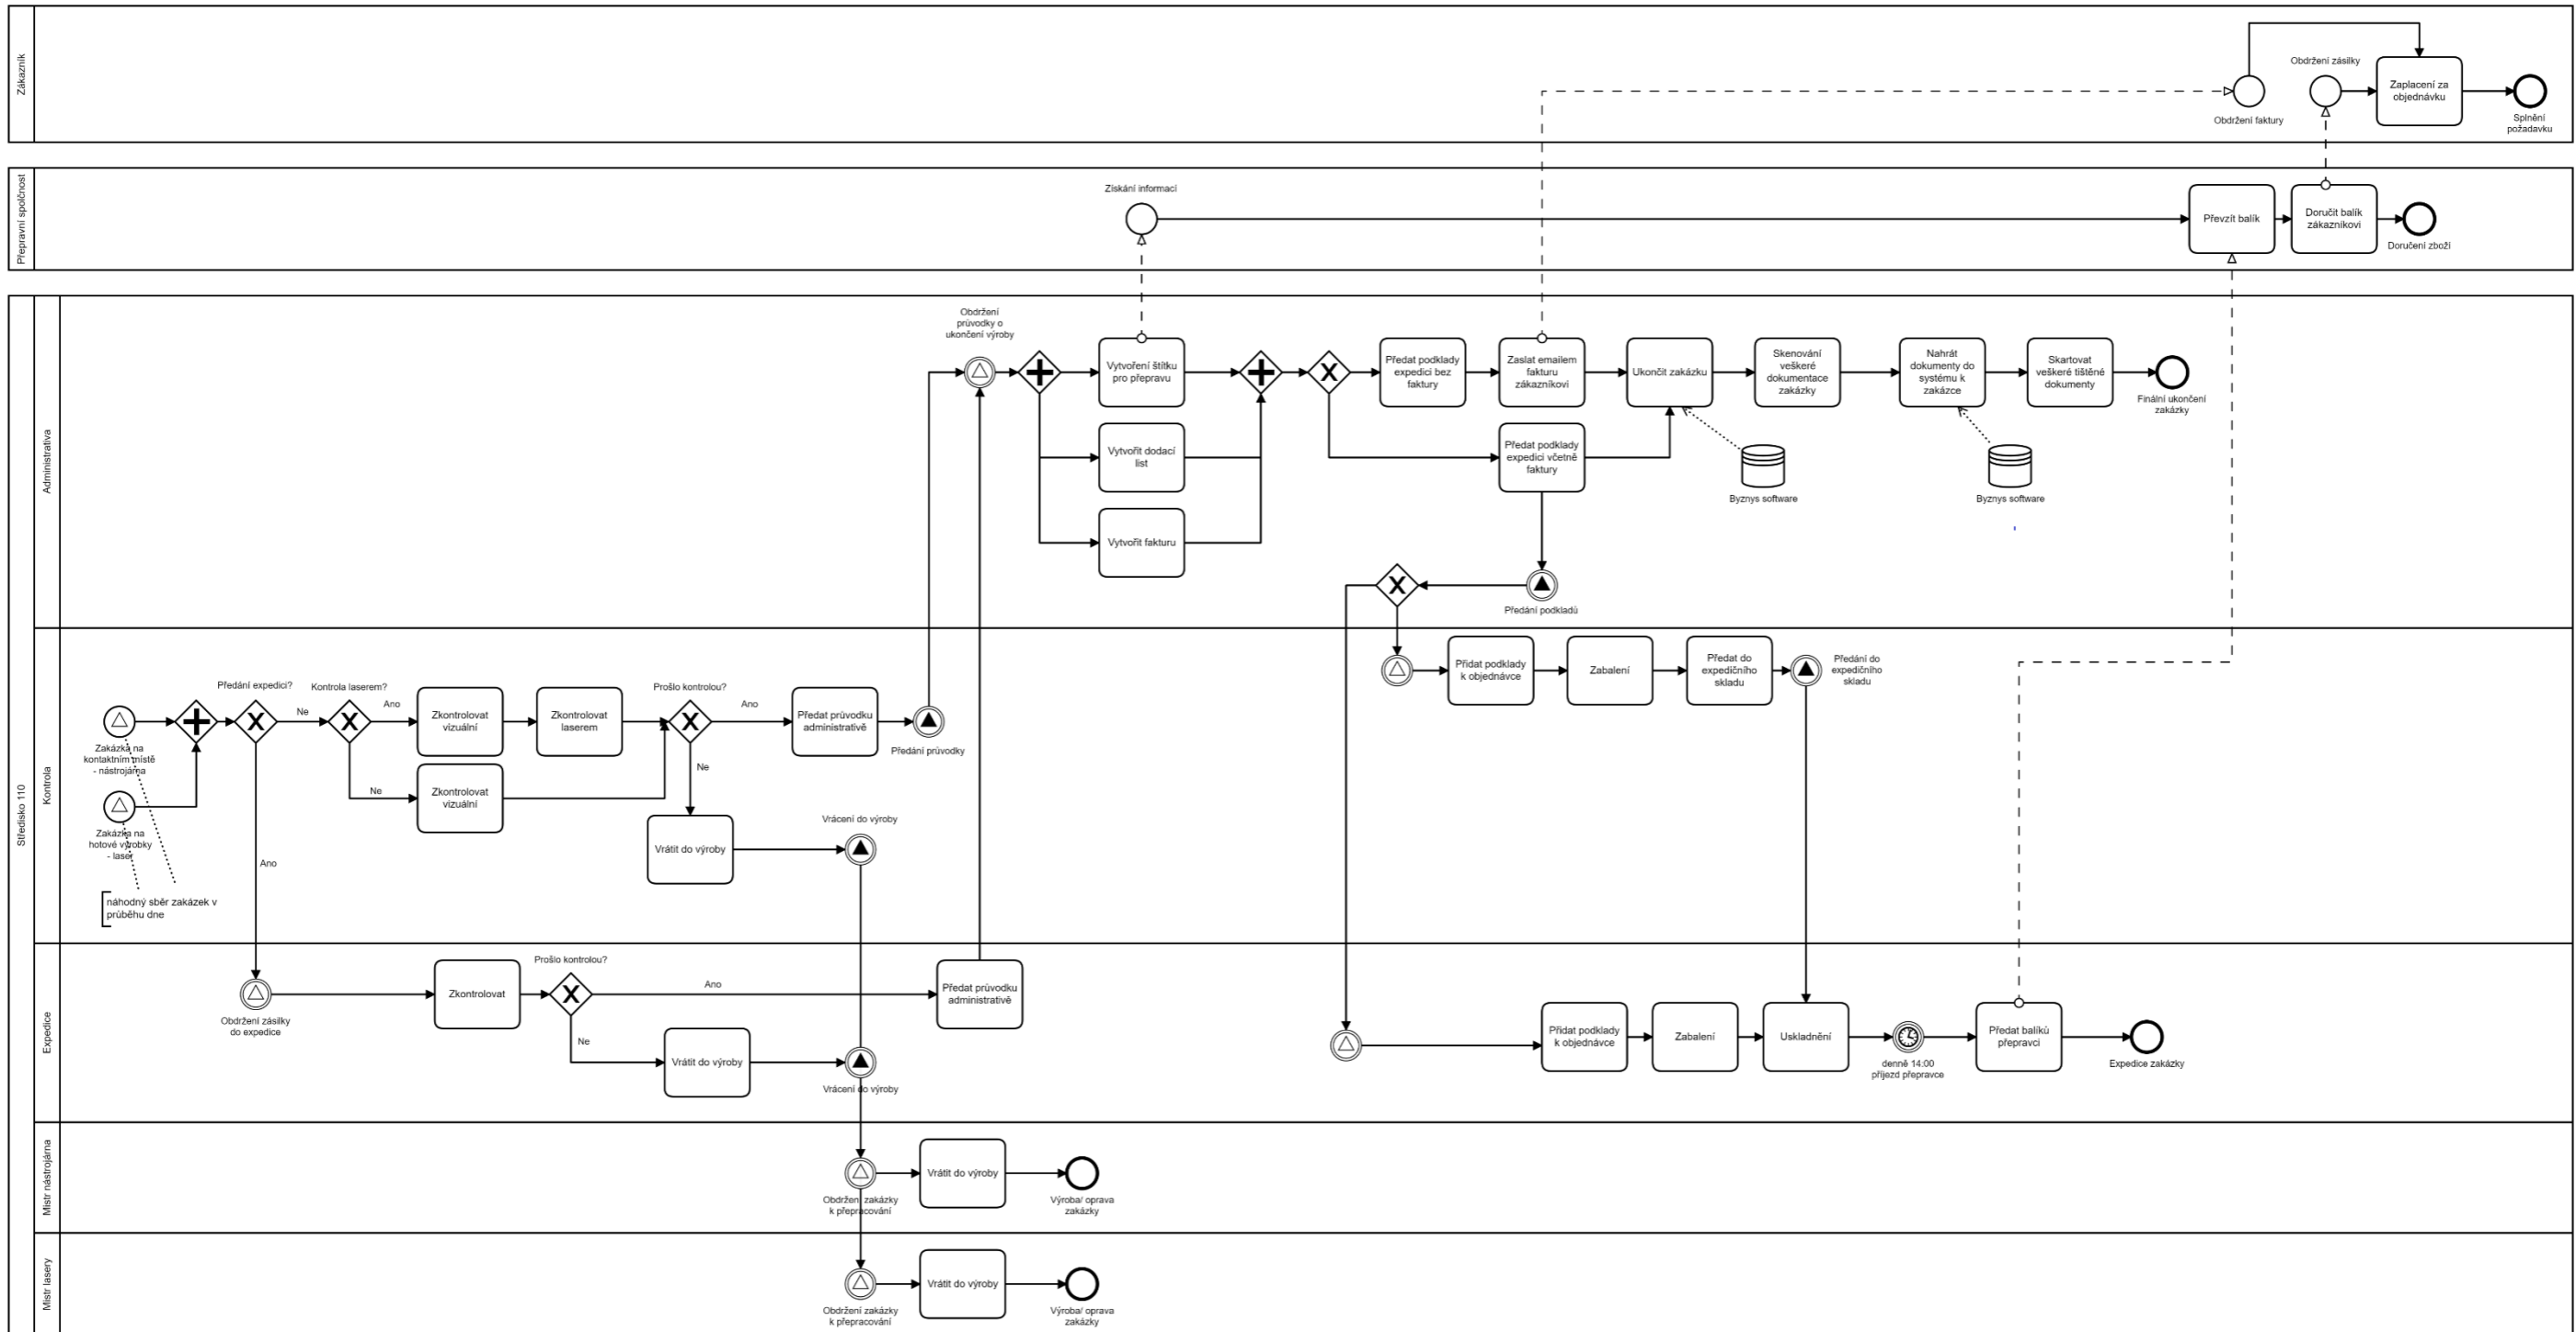 Zákazník
Obdržení faktury
Obdržení zásilky
Zaplacení za
objednávku
Splnění
požadavku
Přepravní spolčnost
Získání informací
Převzít balík
Doručit balík
zákazníkovi
Doručení zboží
Středisko 110
Administrativa
Obdržení
průvodky o
ukončení výroby
Vytvoření štítku
pro přepravu
Vytvořit dodací
list
Vytvořit fakturu
Předat podklady
expedici bez
faktury
Zaslat emailem
fakturu
zákazníkovi
Předat podklady
expedici včetně
faktury
Předání podkladů
Ukončit zakázku
Byznys software
Skenování
veškeré
dokumentace
zakázky
Nahrát
dokumenty do
systému k
zakázce
Byznys software
Skartovat
veškeré tištěné
dokumenty
Finální ukončení
zakázky
Kontrola
Zakázka na
kontaktním místě
- nástrojárna
Zakázka na
hotové výrobky
- laser
náhodný sběr zakázek v
průběhu dne
Předání expedici?
Ne
Ano
Kontrola laserem?
Ano
Ne
Zkontrolovat
vizuální
Zkontrolovat
laserem
Zkontrolovat
vizuální
Prošlo kontrolou?
Ano
Ne
Předat průvodku
administrativě
Předání průvodky
Vrátit do výroby
Vrácení do výroby
Přidat podklady
k objednávce
Zabalení
Předat do
expedičního
skladu
Předání do
expedičního
skladu
Expedice
Obdržení zásilky
do expedice
Zkontrolovat
Prošlo kontrolou?
Ano
Ne
Předat průvodku
administrativě
Vrátit do výroby
Vrácení do výroby
Přidat podklady
k objednávce
Zabalení
Uskladnění
denně 14:00
příjezd přepravce
Předat balíků
přepravci
Expedice zakázky
Mistr nástrojárna
Obdržení zakázky
k přepracování
Vrátit do výroby
Výroba/ oprava
zakázky
Mistr lasery
Obdržení zakázky
k přepracování
Vrátit do výroby
Výroba/ oprava
zakázky